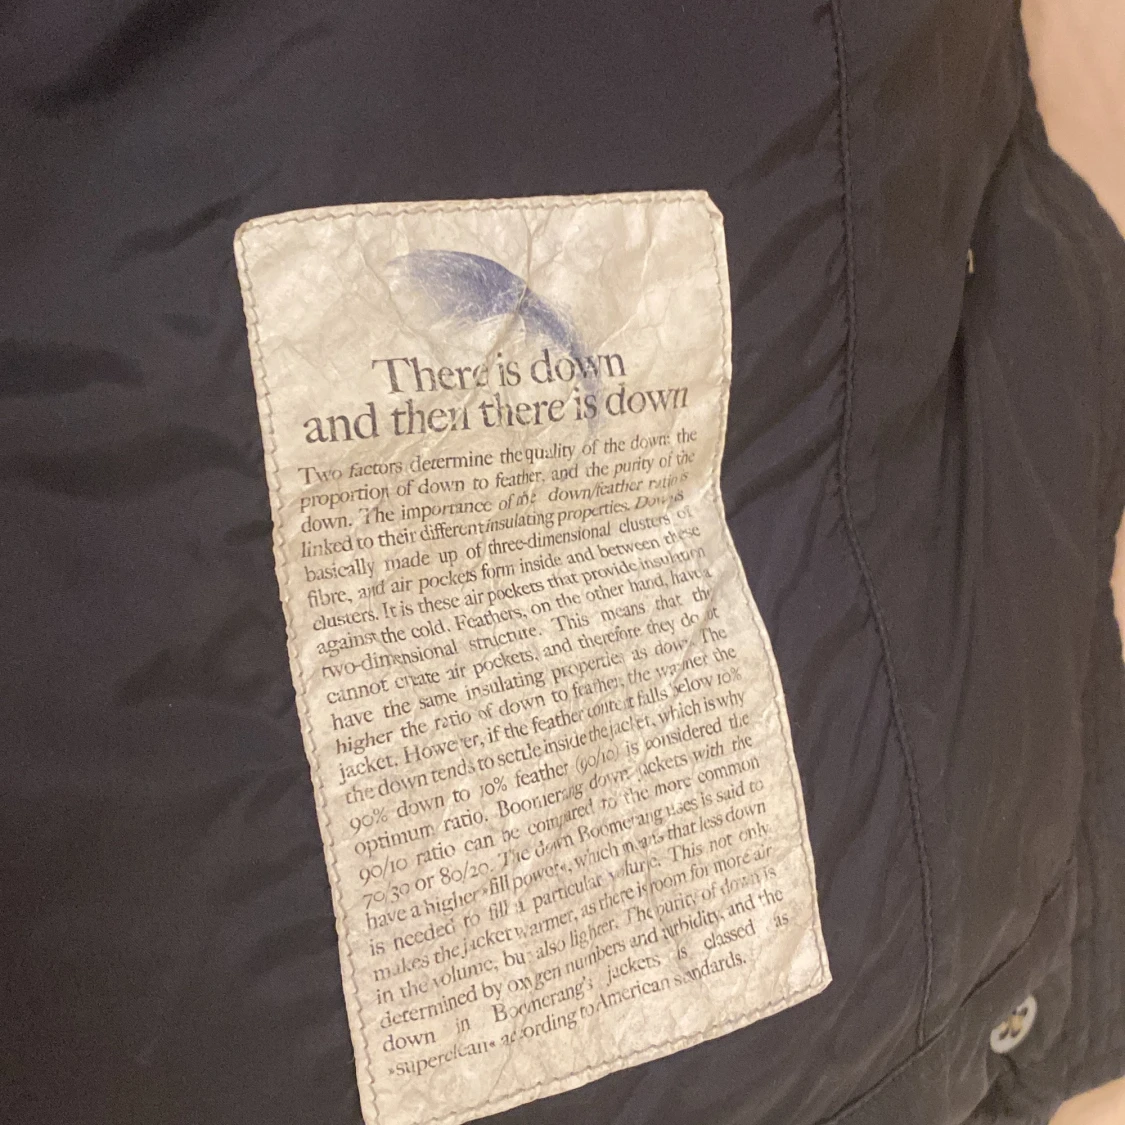 There is down
and then there is down
Two factors determine the quality of the down: the
proportion of down to feather, and the purity of the
down. The importance of the down/feather ratio is
linked to their different insulating properties. Down is
basically made up of three-dimensional clusters of
fibre, and air pockets form inside and between these
clusters. It is these air pockets that provide insulation
against the cold. Feathers, on the other hand, have a
two-dimensional structure. This means that they
cannot create air pockets, and therefore they do not
have the same insulating properties as down. The
higher the ratio of down to feather, the warmer the
jacket. However, if the feather content falls below 10%
the down tends to settle inside the jacket, which is why
90% down to 10% feather (90/10) is considered the
optimum ratio. Boomerang down jackets with the
90/10 ratio can be compared to the more common
70/30 or 80/20. The down Boomerang uses is said to
have a higher »fill power«, which means that less down
is needed to fill a particular volume. This not only
makes the jacket warmer, as there is room for more air
in the volume, but also lighter. The purity of down is
determined by oxygen numbers and turbidity, and the
down in Boomerang's jackets is classed as
»superclean« according to American standards.